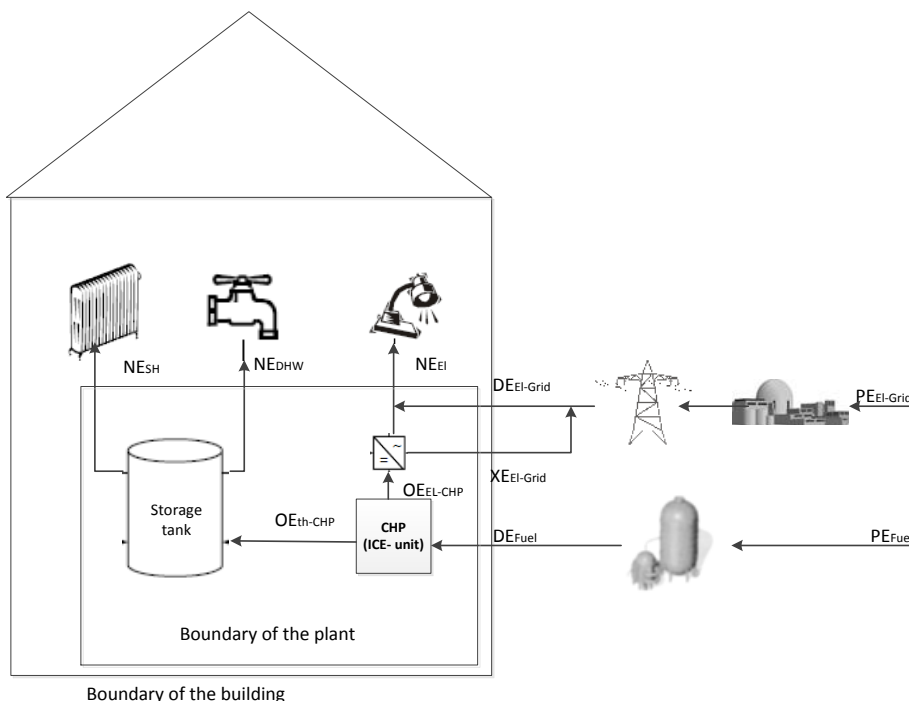 NESH
NEDHW
NEEl
DEEl-Grid
PEEl-Grid
= ~
XEEl-Grid
OEEL-CHP
Storage
tank
OEth-CHP
CHP
(ICE- unit)
DEFuel
PEFuel
Boundary of the plant
Boundary of the building